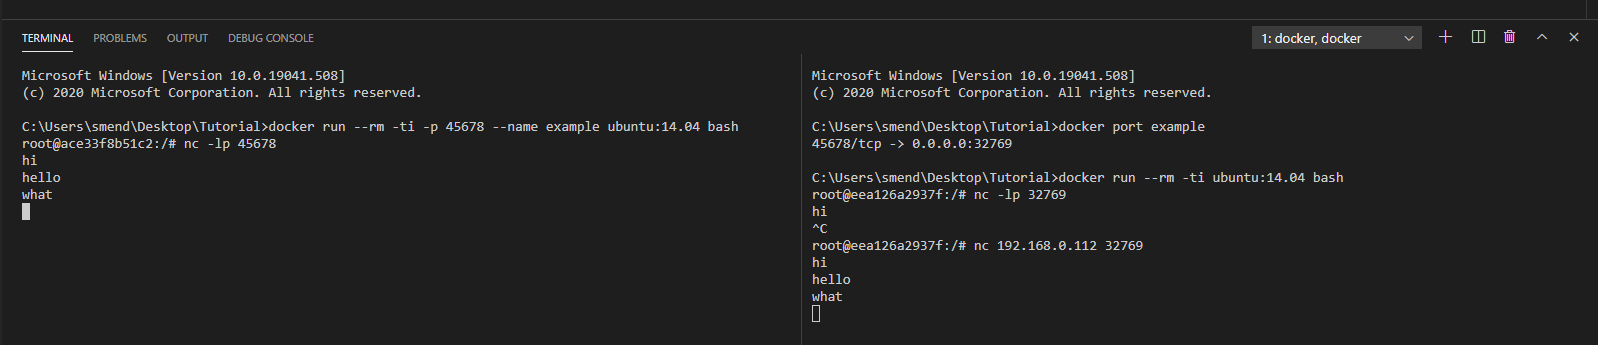 TERMINAL PROBLEMS OUTPUT DEBUG CONSOLE 1: docker, docker
Microsoft Windows [Version 10.0.19041.508]
(c) 2020 Microsoft Corporation. All rights reserved.
C:\Users\smend\Desktop\Tutorial>docker run --rm -ti -p 45678 --name example ubuntu:14.04 bash
root@ace33f8b51c2:/# nc -lp 45678
hi
hello
what
Microsoft Windows [Version 10.0.19041.508]
(c) 2020 Microsoft Corporation. All rights reserved.
C:\Users\smend\Desktop\Tutorial>docker port example
45678/tcp -> 0.0.0.0:32769
C:\Users\smend\Desktop\Tutorial>docker run --rm -ti ubuntu:14.04 bash
root@eea126a2937f:/# nc -lp 32769
hi
^C
root@eea126a2937f:/# nc 192.168.0.112 32769
hi
hello
what